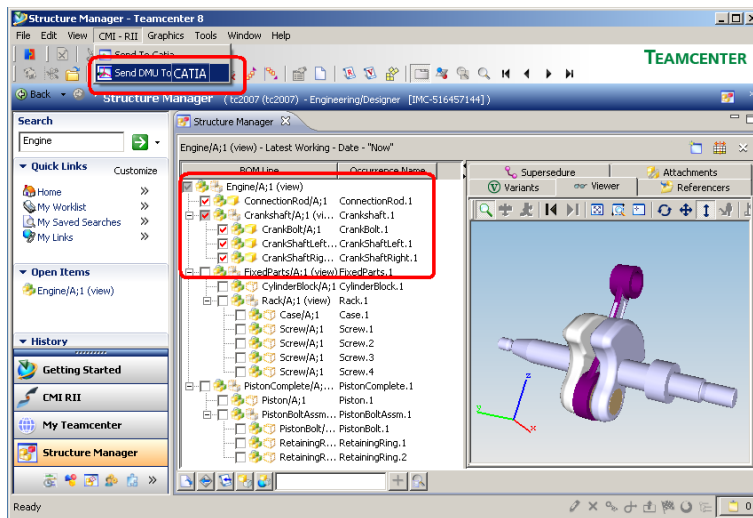 Structure Manager - Teamcenter 8
File Edit View CMI - RII Graphics Tools Window Help
Send To Catia
Send DMU To CATIA
TEAMCENTER
Back
Structure Manager ( tc2007 (tc2007) - Engineering/Designer [IMC-516457144] )
Search
Engine
Quick Links Customize
Home
My Worklist
My Saved Searches
My Links
Open Items
Engine/A;1 (view)
History
Getting Started
CMI RII
My Teamcenter
Structure Manager
Structure Manager
Engine/A;1 (view) - Latest Working - Date - "Now"
BOM Line Occurrence Name
Engine/A;1 (view)
ConnectionRod/A;1 ConnectionRod.1
Crankshaft/A;1 (vi... Crankshaft.1
CrankBolt/A;1 CrankBolt.1
CrankShaftLeft... CrankShaftLeft.1
CrankShaftRig... CrankShaftRight.1
FixedParts/A;1 (view) FixedParts.1
CylinderBlock/A;1 CylinderBlock.1
Rack/A;1 (view) Rack.1
Case/A;1 Case.1
Screw/A;1 Screw.1
Screw/A;1 Screw.2
Screw/A;1 Screw.3
Screw/A;1 Screw.4
PistonComplete/A;... PistonComplete.1
Piston/A;1 Piston.1
PistonBoltAssm... PistonBoltAssm.1
PistonBolt/... PistonBolt.1
RetainingR... RetainingRing.1
RetainingR... RetainingRing.2
Supersedure Attachments
Variants Viewer Referencers
z
y
x
Ready
0